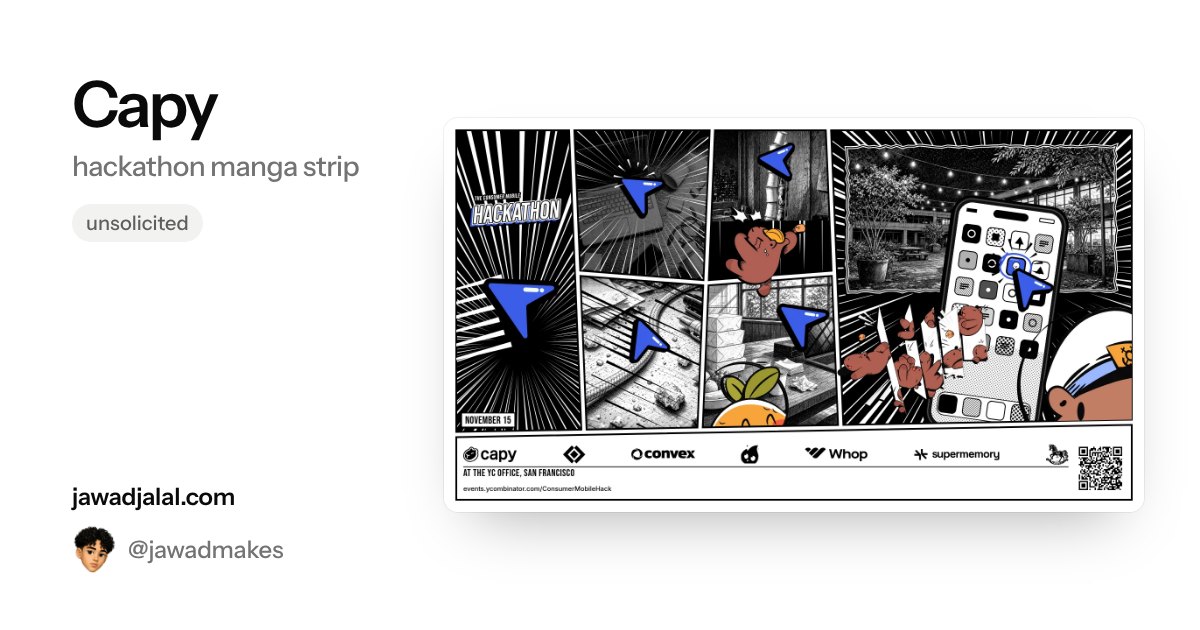 Capy
hackathon manga strip
unsolicited
THE CONSUMER MOBILE
HACKATHON
NOVEMBER 15
capy
convex
Whop
supermemory
AT THE YC OFFICE, SAN FRANCISCO
events.ycombinator.com/ConsumerMobileHack
jawadjalal.com
@jawadmakes